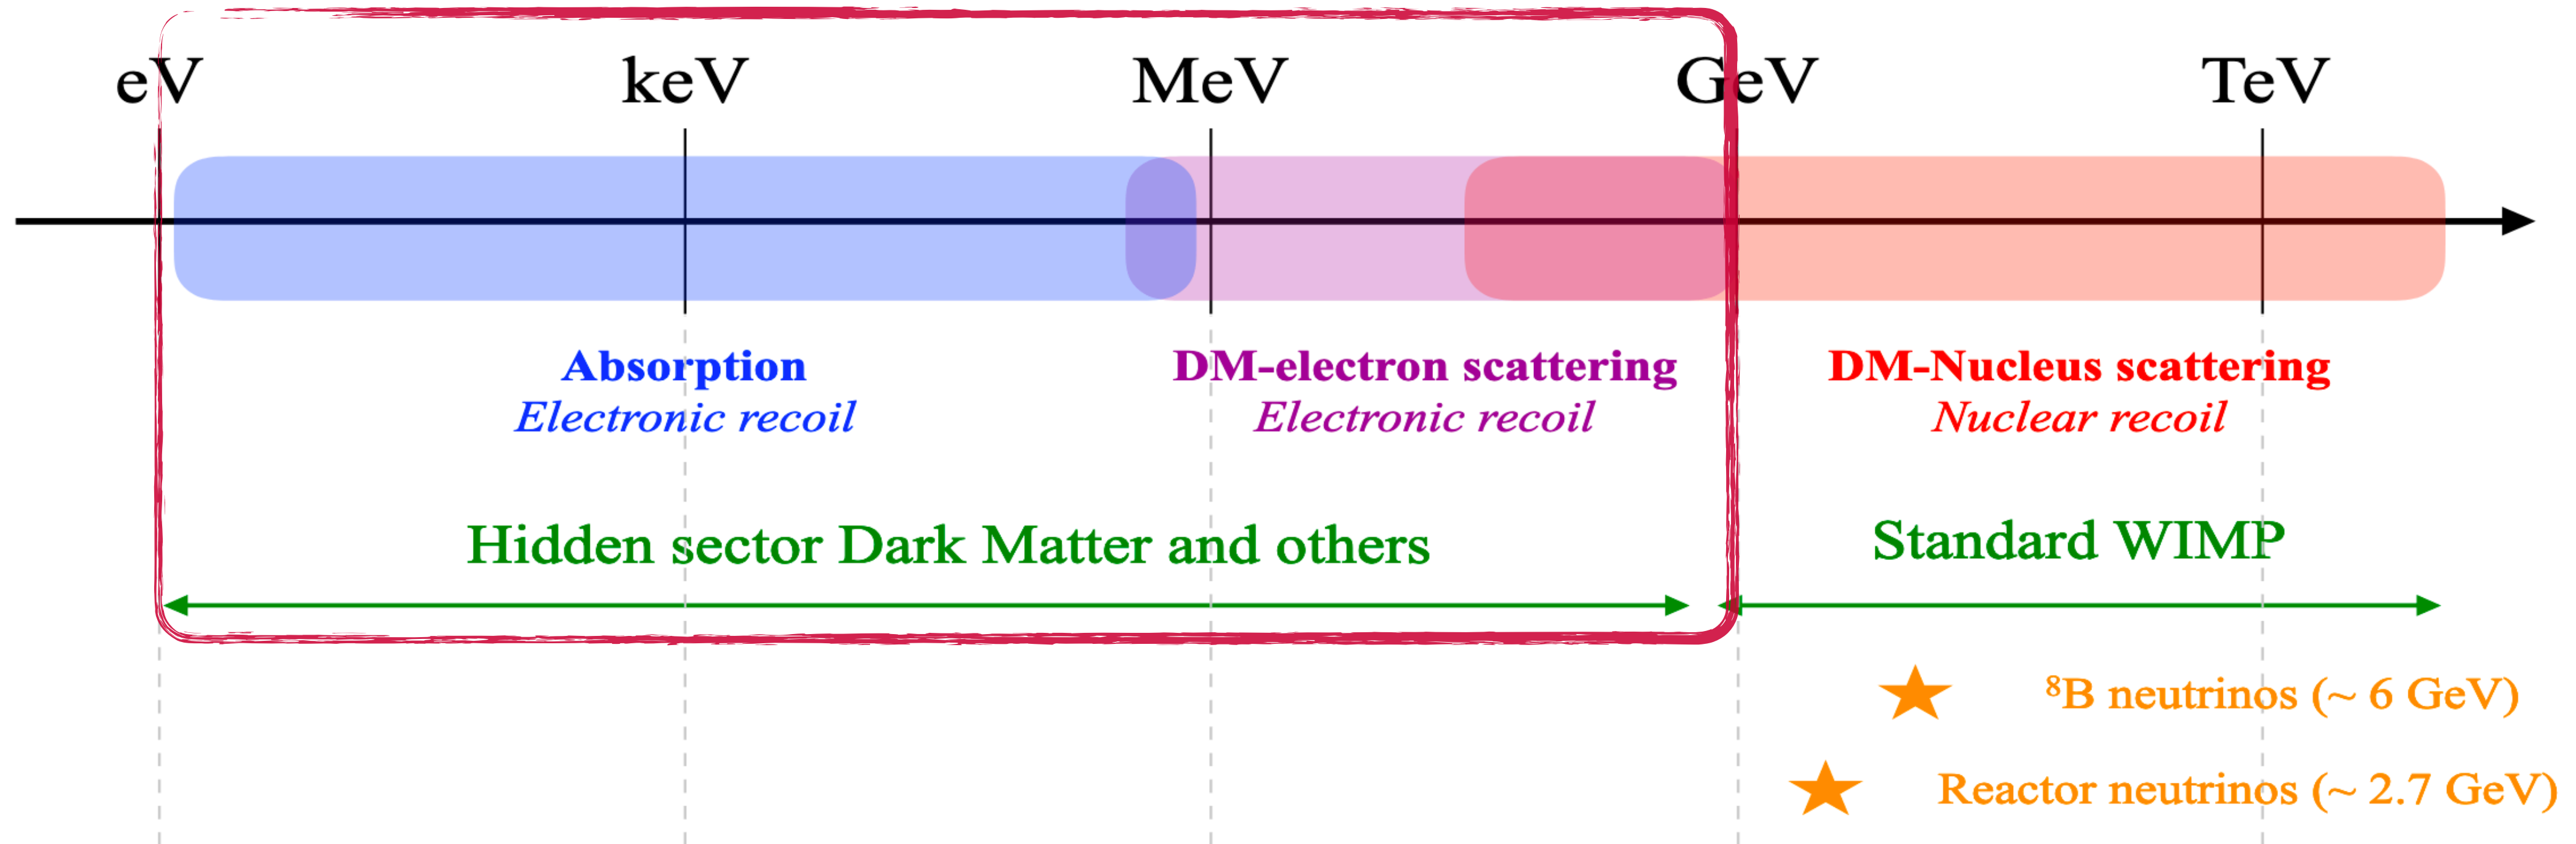 eV keV MeV GeV TeV
Absorption
Electronic recoil
DM-electron scattering
Electronic recoil
DM-Nucleus scattering
Nuclear recoil
Hidden sector Dark Matter and others
Standard WIMP
⁸B neutrinos (~ 6 GeV)
Reactor neutrinos (~ 2.7 GeV)